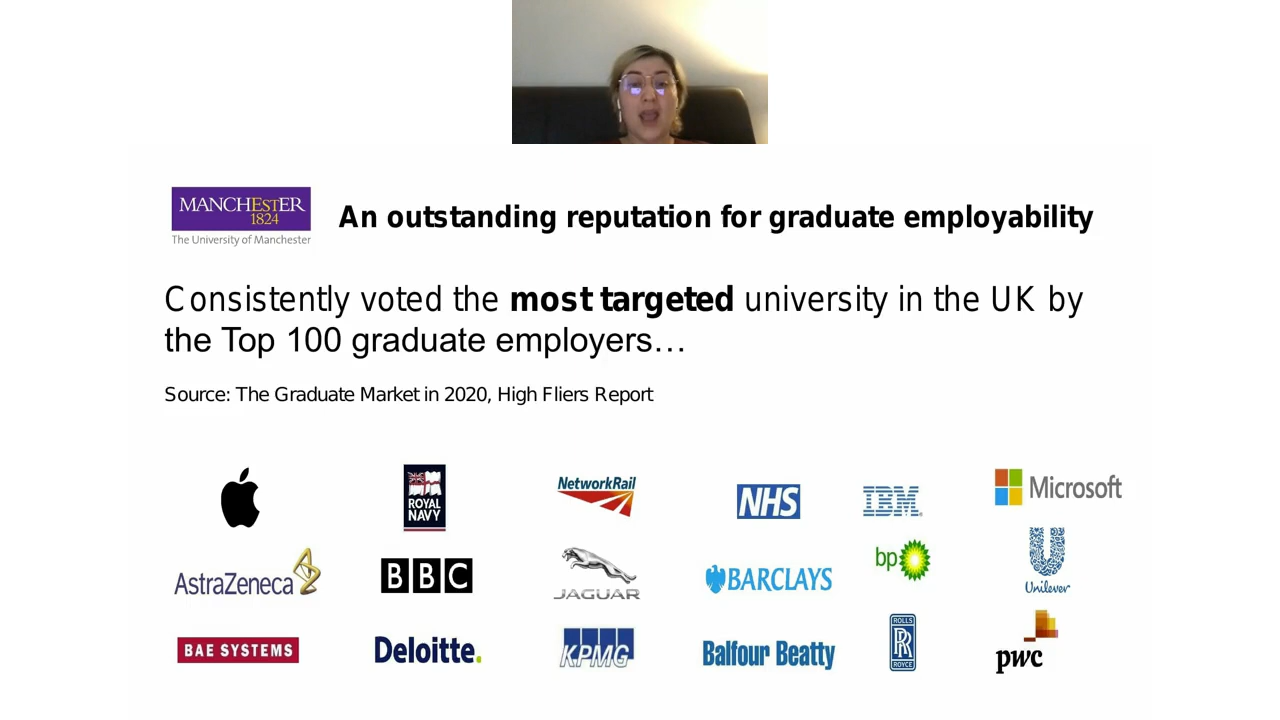 MANCHESTER
1824
The University of Manchester
An outstanding reputation for graduate employability
Consistently voted the most targeted university in the UK by
the Top 100 graduate employers…
Source: The Graduate Market in 2020, High Fliers Report
ROYAL
NAVY
NetworkRail
NHS
IBM
Microsoft
AstraZeneca
BBC
JAGUAR
BARCLAYS
bp
Unilever
BAE SYSTEMS
Deloitte.
KPMG
Balfour Beatty
ROLLS
RR
ROYCE
pwc